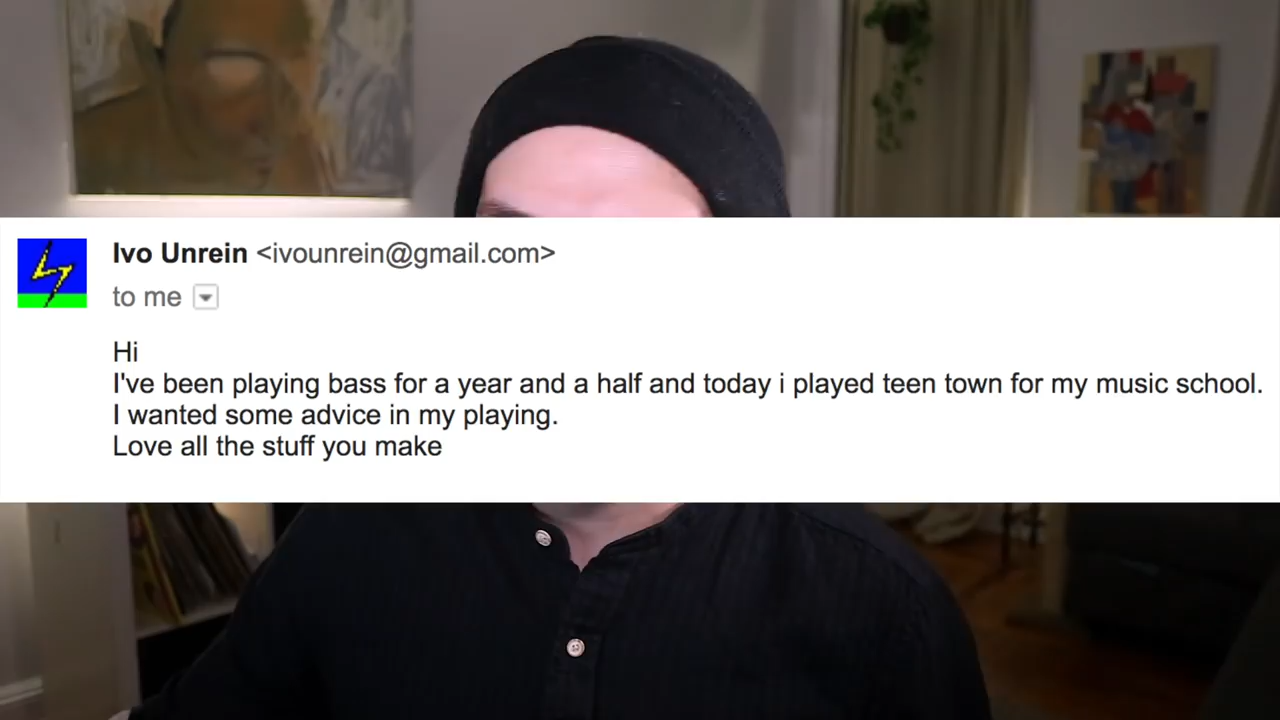 Ivo Unrein <ivounrein@gmail.com>
to me
Hi
I've been playing bass for a year and a half and today i played teen town for my music school.
I wanted some advice in my playing.
Love all the stuff you make